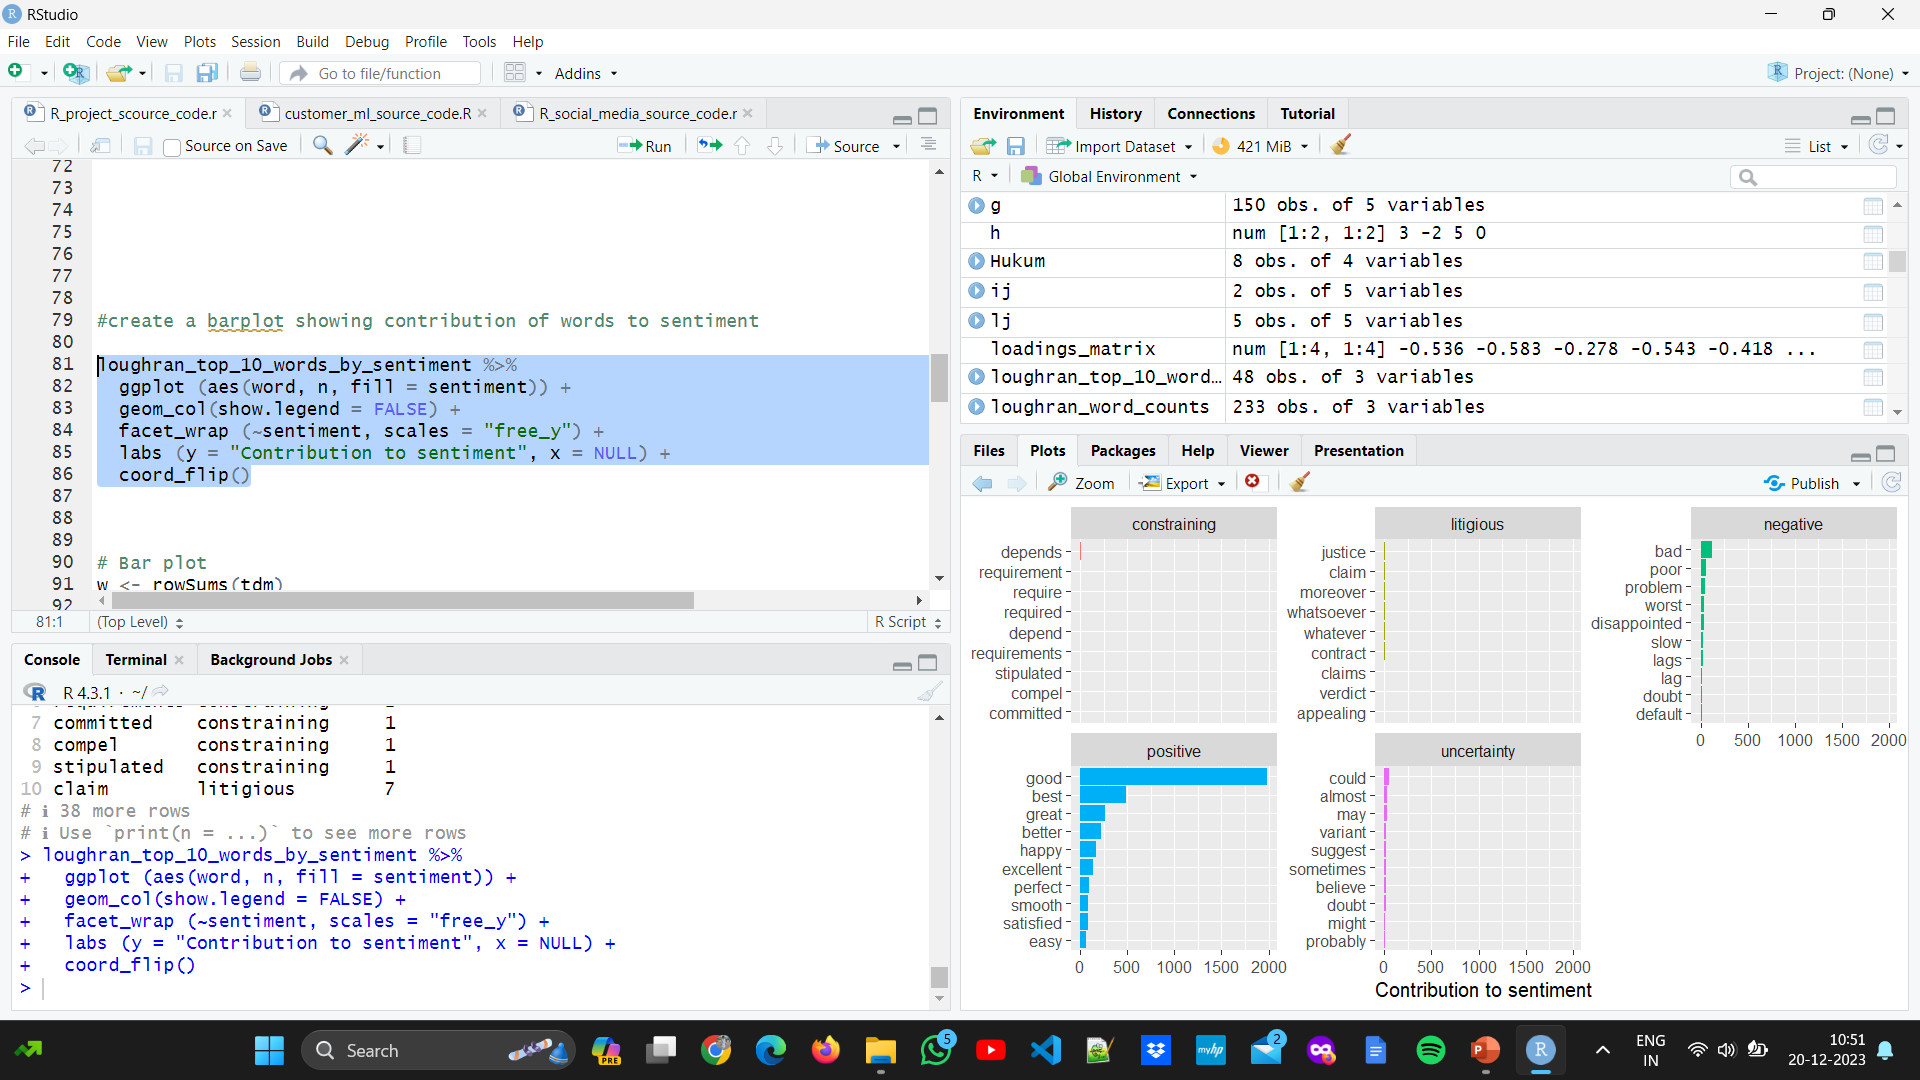 RStudio
File Edit Code View Plots Session Build Debug Profile Tools Help
Go to file/function Addins Project: (None)
R_project_scource_code.r customer_ml_source_code.R R_social_media_source_code.r
Source on Save Run Source
72
73
74
75
76
77
78
79 #create a barplot showing contribution of words to sentiment
80
81 loughran_top_10_words_by_sentiment %>%
82 ggplot (aes(word, n, fill = sentiment)) +
83 geom_col(show.legend = FALSE) +
84 facet_wrap (~sentiment, scales = "free_y") +
85 labs (y = "Contribution to sentiment", x = NULL) +
86 coord_flip()
87
88
89
90 # Bar plot
91 w <- rowSums(tdm)
92
81:1 (Top Level) R Script
Console Terminal Background Jobs
R 4.3.1 · ~/
7 committed constraining 1
8 compel constraining 1
9 stipulated constraining 1
10 claim litigious 7
# ℹ 38 more rows
# ℹ Use `print(n = ...)` to see more rows
> loughran_top_10_words_by_sentiment %>%
+ ggplot (aes(word, n, fill = sentiment)) +
+ geom_col(show.legend = FALSE) +
+ facet_wrap (~sentiment, scales = "free_y") +
+ labs (y = "Contribution to sentiment", x = NULL) +
+ coord_flip()
>
Environment History Connections Tutorial
Import Dataset 421 MiB List
R Global Environment
g 150 obs. of 5 variables
h num [1:2, 1:2] 3 -2 5 0
Hukum 8 obs. of 4 variables
ij 2 obs. of 5 variables
lj 5 obs. of 5 variables
loadings_matrix num [1:4, 1:4] -0.536 -0.583 -0.278 -0.543 -0.418 ...
loughran_top_10_word… 48 obs. of 3 variables
loughran_word_counts 233 obs. of 3 variables
Files Plots Packages Help Viewer Presentation
Zoom Export Publish
constraining
depends
requirement
require
required
depend
requirements
stipulated
compel
committed
litigious
justice
claim
moreover
whatsoever
whatever
contract
claims
verdict
appealing
negative
bad
poor
problem
worst
disappointed
slow
lags
lag
doubt
default
0 500 1000 1500 2000
positive
good
best
great
better
happy
excellent
perfect
smooth
satisfied
easy
0 500 1000 1500 2000
uncertainty
could
almost
may
variant
suggest
sometimes
believe
doubt
might
probably
0 500 1000 1500 2000
Contribution to sentiment
Search PRE 5 myhp 2 P R
ENG
IN
10:51
20-12-2023